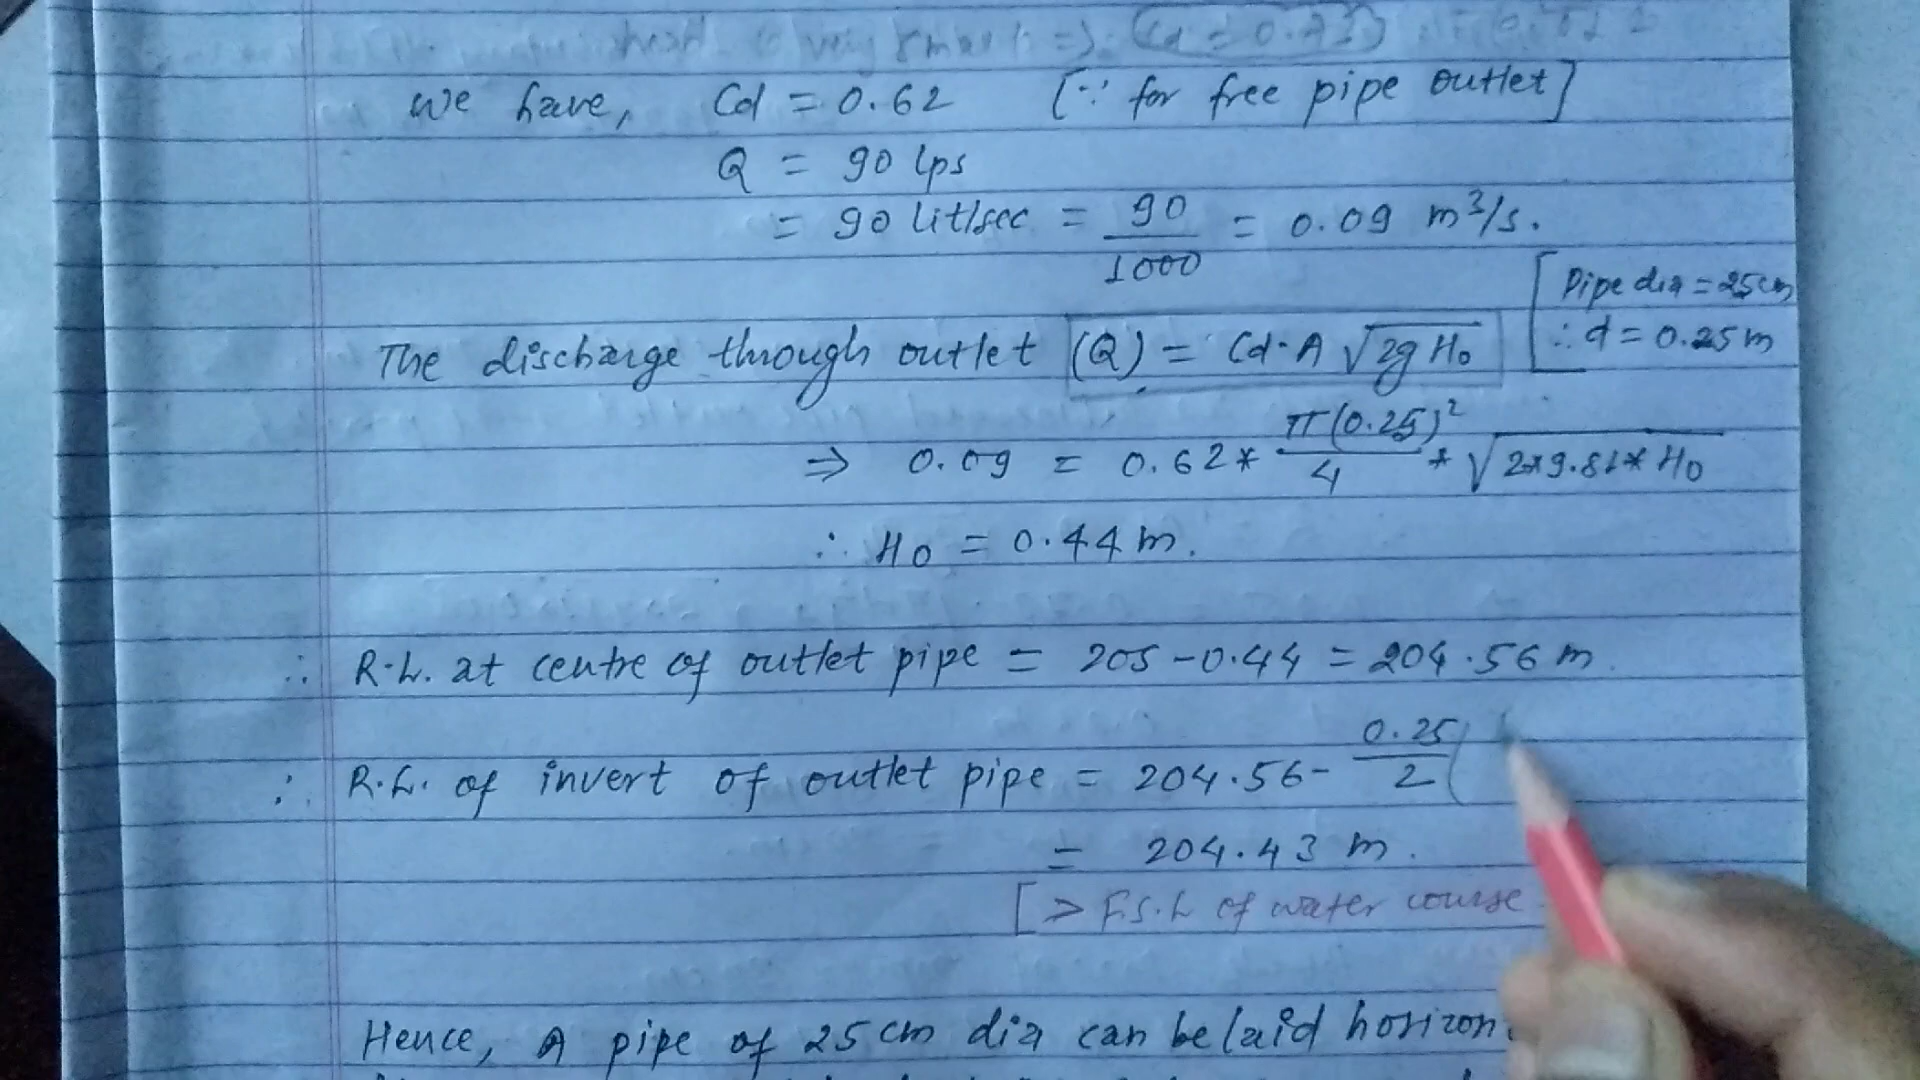 We have, Cd = 0.62 [∵ for free pipe outlet]
Q = 90 lps
= 90 lit/sec = 90/1000 = 0.09 m³/s.
[Pipe dia = 25cm
∴ d = 0.25 m
The discharge through outlet (Q) = Cd·A √2gHo
⇒ 0.09 = 0.62 * π(0.25)²/4 * √2*9.81*Ho
∴ Ho = 0.44 m.
∴ R.L. at centre of outlet pipe = 205 - 0.44 = 204.56 m
∴ R.L. of invert of outlet pipe = 204.56 - 0.25/2 (
= 204.43 m.
[> F.S.L of water course
Hence, A pipe of 25 cm dia can be laid horizon